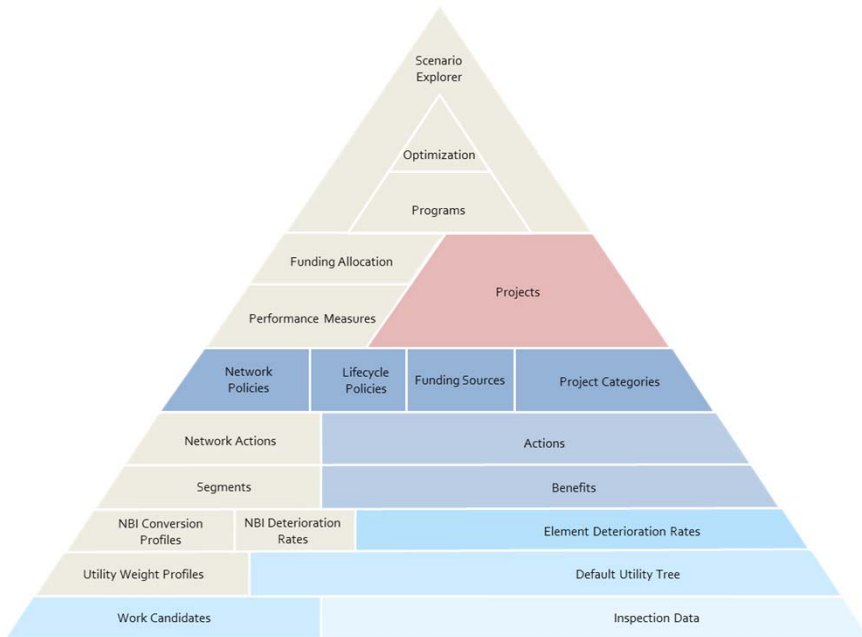 Scenario
Explorer
Optimization
Programs
Funding Allocation
Performance Measures
Projects
Network
Policies
Lifecycle
Policies
Funding Sources
Project Categories
Network Actions
Actions
Segments
Benefits
NBI Conversion
Profiles
NBI Deterioration
Rates
Element Deterioration Rates
Utility Weight Profiles
Default Utility Tree
Work Candidates
Inspection Data